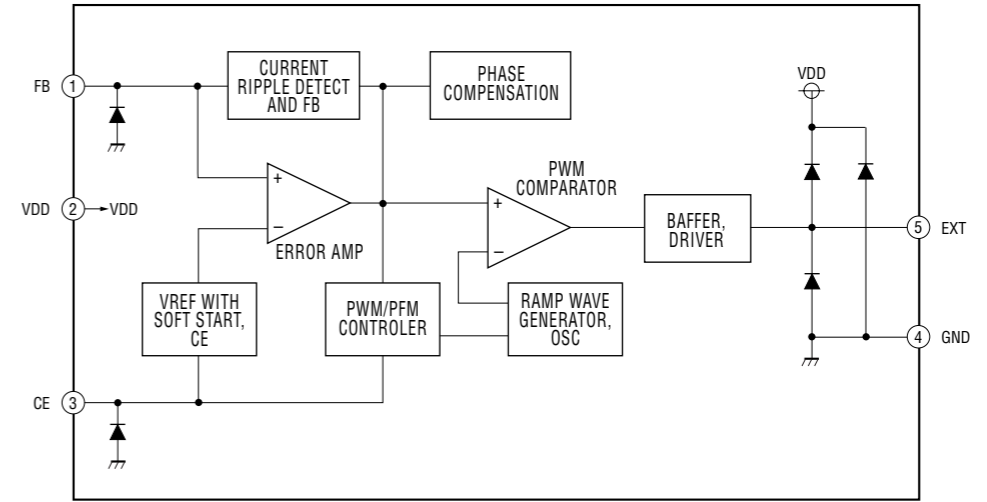 FB
1
CURRENT
RIPPLE DETECT
AND FB
PHASE
COMPENSATION
VDD
VDD
2
VDD
+
−
ERROR AMP
PWM
COMPARATOR
+
−
BAFFER,
DRIVER
5
EXT
VREF WITH
SOFT START,
CE
PWM/PFM
CONTROLER
RAMP WAVE
GENERATOR,
OSC
4
GND
CE
3